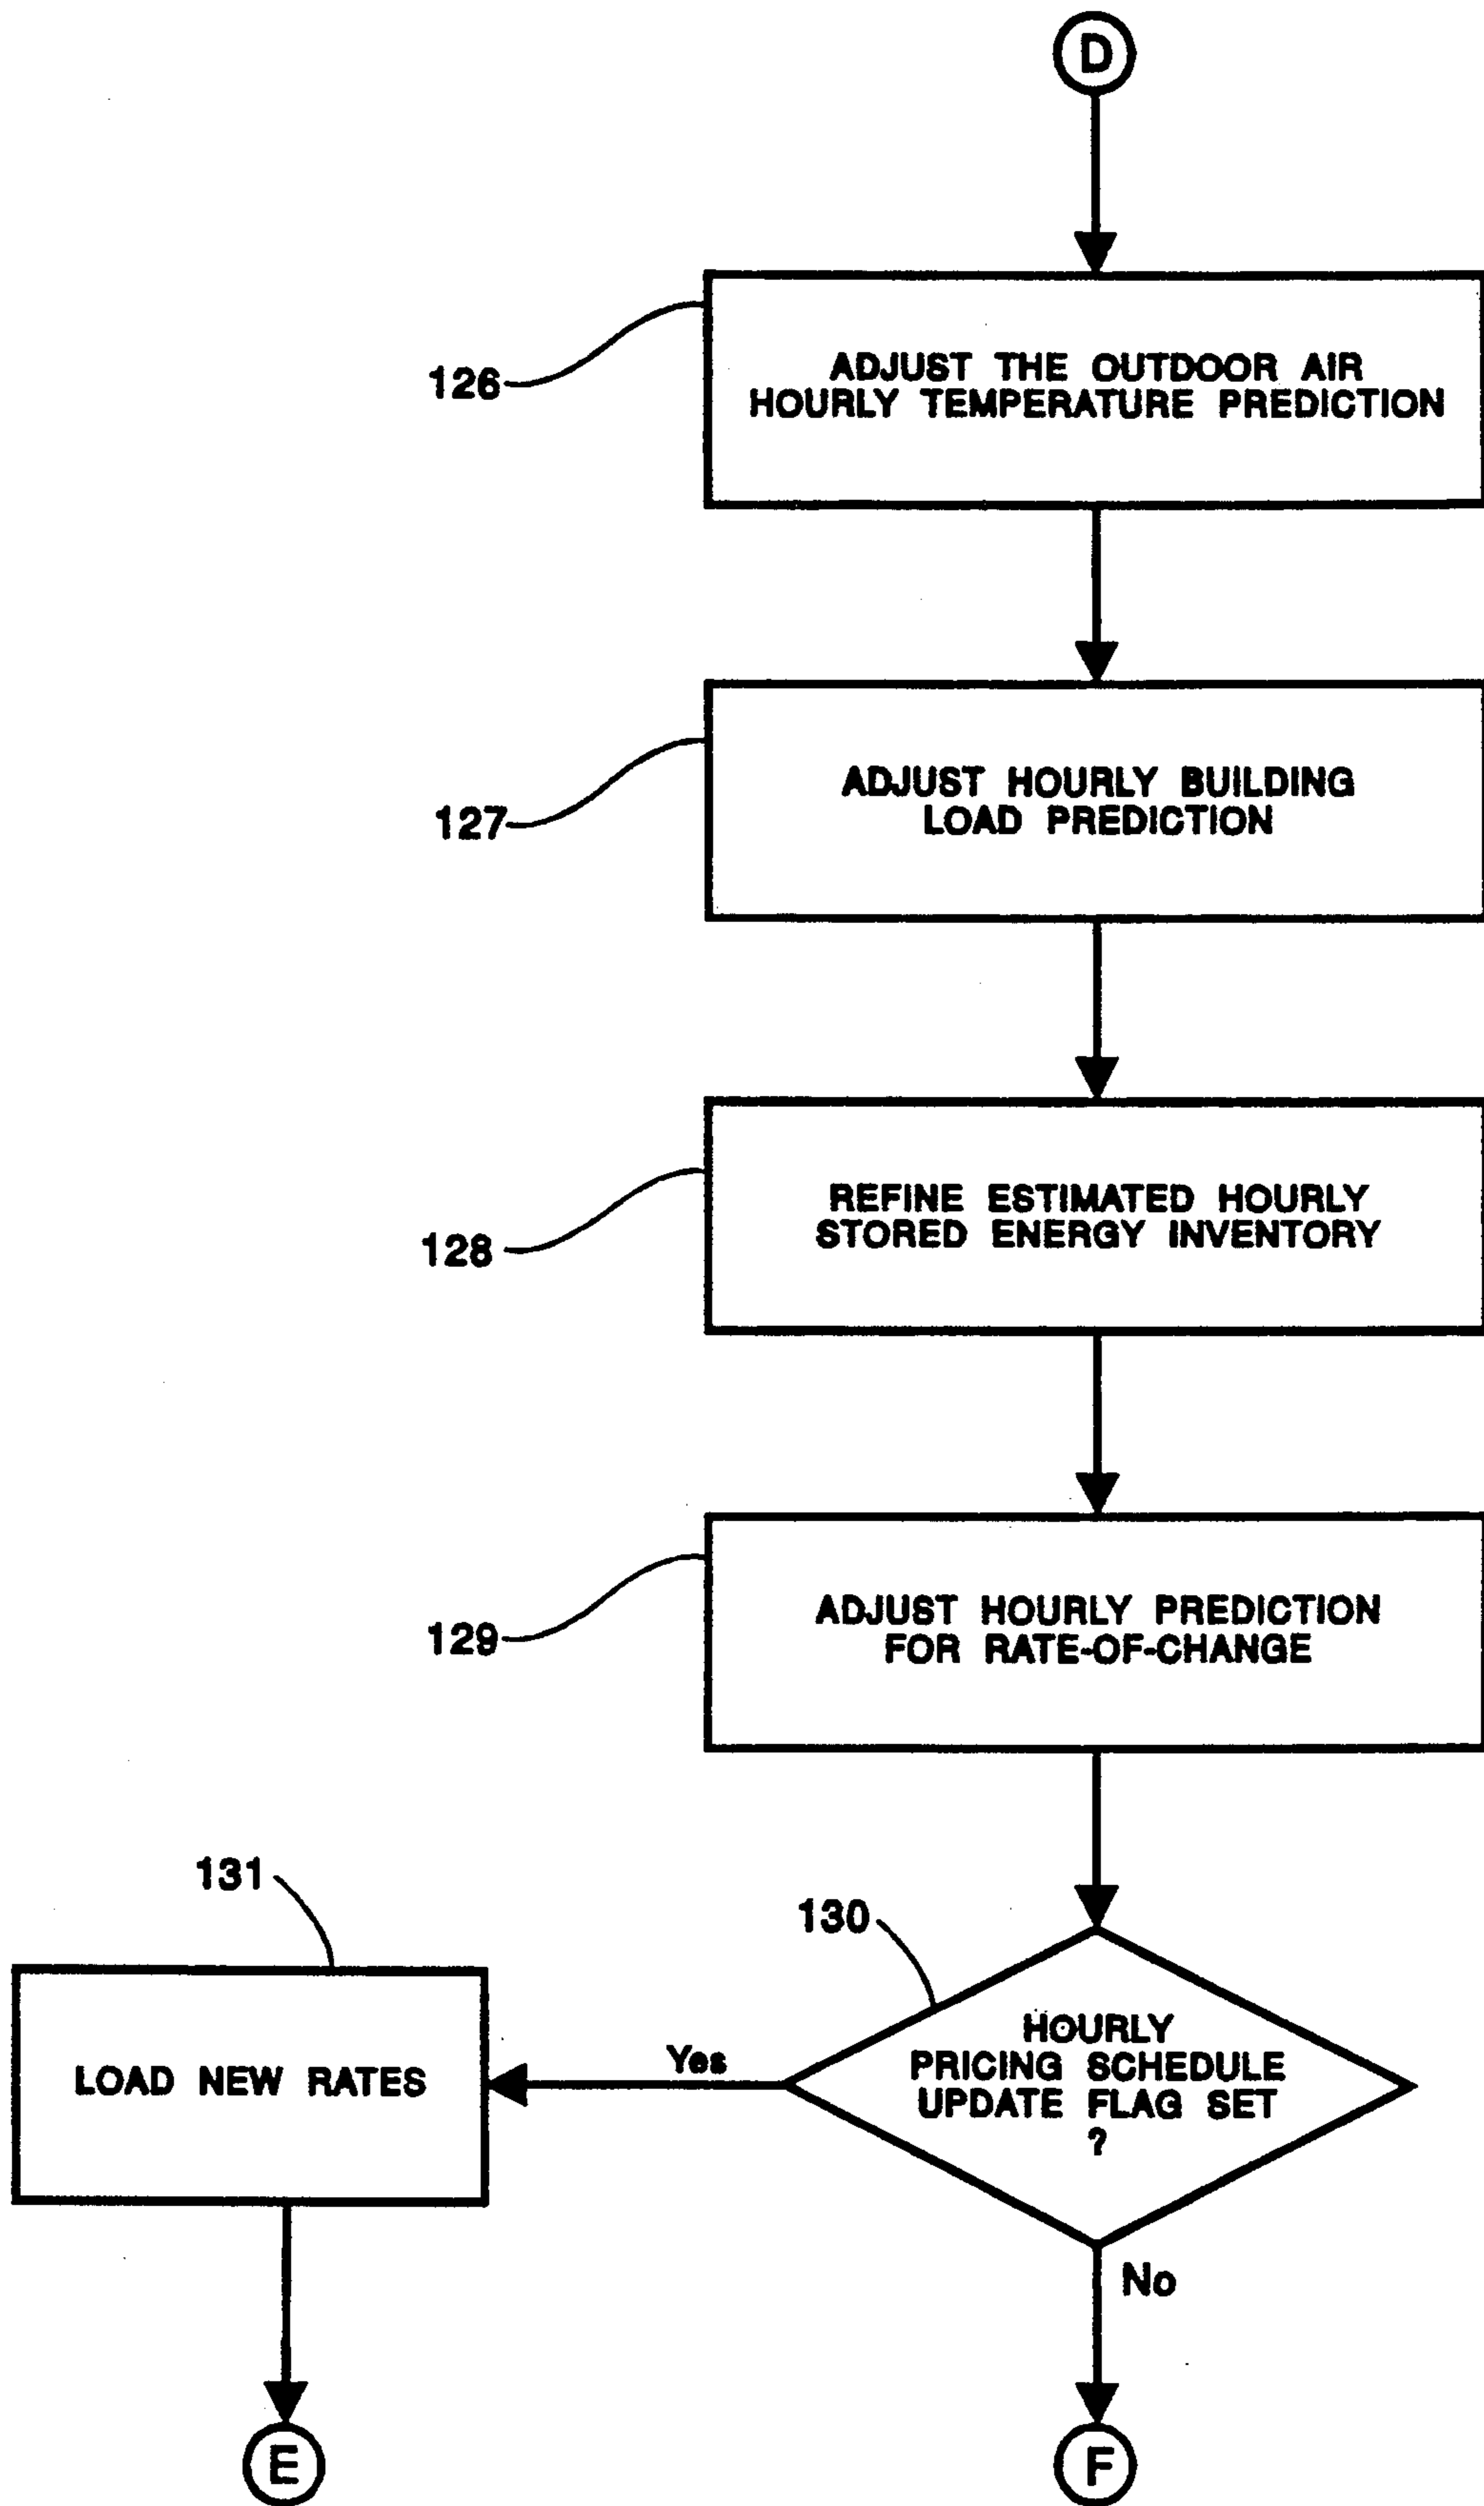 D
126
ADJUST THE OUTDOOR AIR
HOURLY TEMPERATURE PREDICTION
127
ADJUST HOURLY BUILDING
LOAD PREDICTION
128
REFINE ESTIMATED HOURLY
STORED ENERGY INVENTORY
129
ADJUST HOURLY PREDICTION
FOR RATE-OF-CHANGE
131
130
LOAD NEW RATES
Yes
HOURLY
PRICING SCHEDULE
UPDATE FLAG SET
?
No
E
F